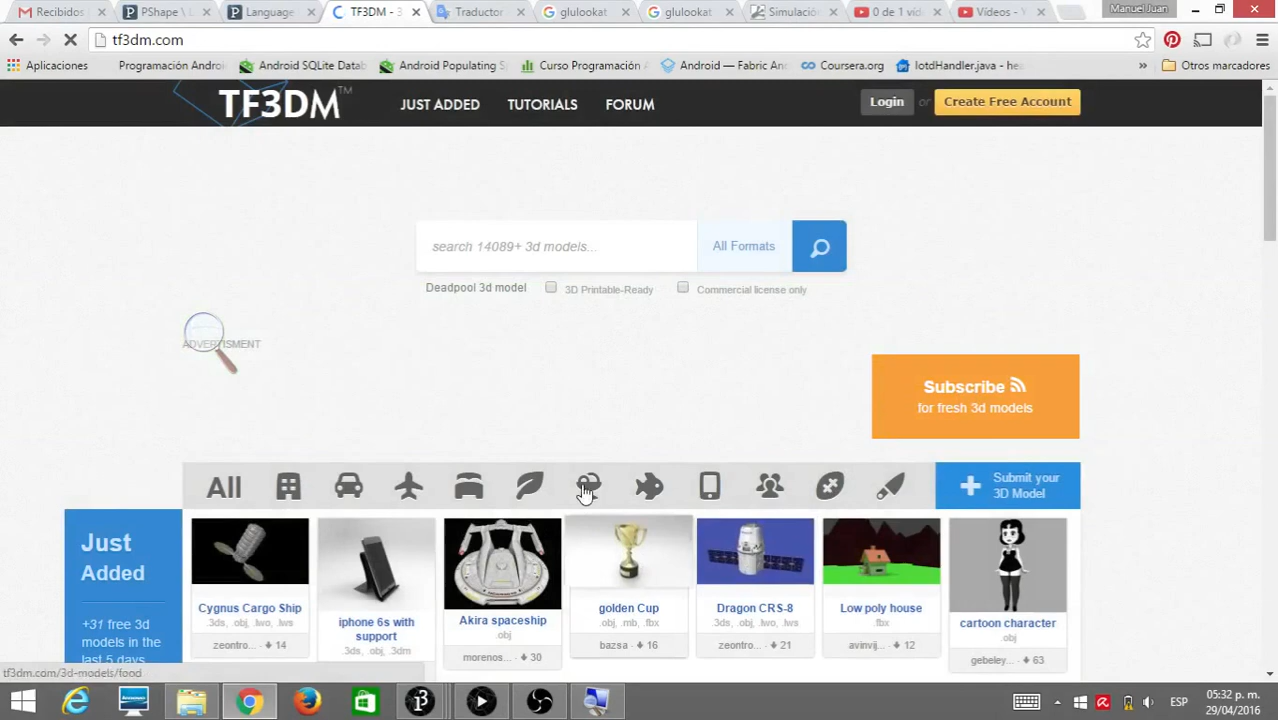 Recibidos
PShape \ L
Language
TF3DM - 3
Traductor
glulookat
glulookat
Simulació
0 de 1 vid
Vídeos - Y
Manuel Juan
tf3dm.com
Aplicaciones
Programación Andro
Android SQLite Datab
Android Populating S
Curso Programación
Android — Fabric An
Coursera.org
IotdHandler.java - he
»
Otros marcadores
TF3DM™
JUST ADDED
TUTORIALS
FORUM
Login
or
Create Free Account
search 14089+ 3d models...
All Formats
Deadpool 3d model
3D Printable-Ready
Commercial license only
ADVERTISMENT
Subscribe
for fresh 3d models
All
Submit your
3D Model
Just
Added
+31 free 3d
models in the
last 5 days
Cygnus Cargo Ship
.3ds, .obj, .lwo, .lws
zeontro... 14
iphone 6s with
support
.3ds, .obj, .3dm
Akira spaceship
.obj
morenos... 30
golden Cup
.obj, .mb, .fbx
bazsa 16
Dragon CRS-8
.3ds, .obj, .lwo, .lws
zeontro... 21
Low poly house
.fbx
avinvij... 12
cartoon character
.obj
gebeley... 63
tf3dm.com/3d-models/food
ESP
05:32 p. m.
29/04/2016